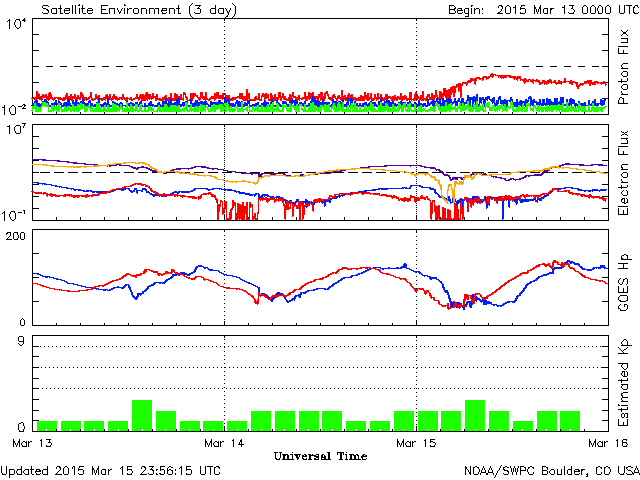 Satellite Environment (3 day) Begin: 2015 Mar 13 0000 UTC
10⁴
10⁻²
Proton Flux
10⁷
10⁻¹
Electron Flux
200
0
GOES Hp
9
0
Estimated Kp
Mar 13 Mar 14 Mar 15 Mar 16
Universal Time
Updated 2015 Mar 15 23:56:15 UTC NOAA/SWPC Boulder, CO USA